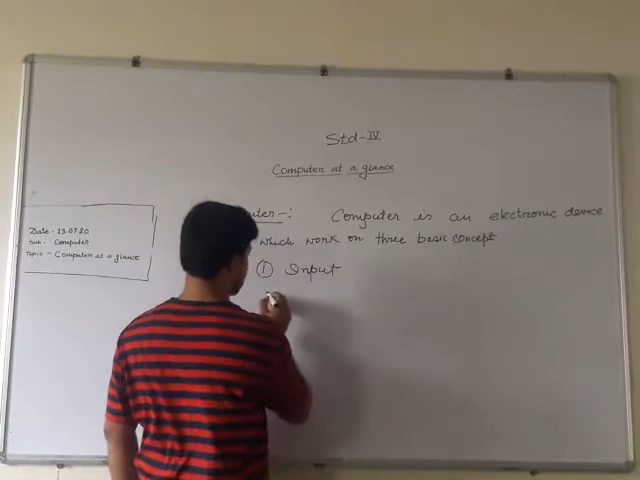 Std-IV
Computer at a glance
Date - 13.07.20
Sub - Computer
Topic - Computer at a glance
Computer is an electronic device
which work on three basic concept
① Input